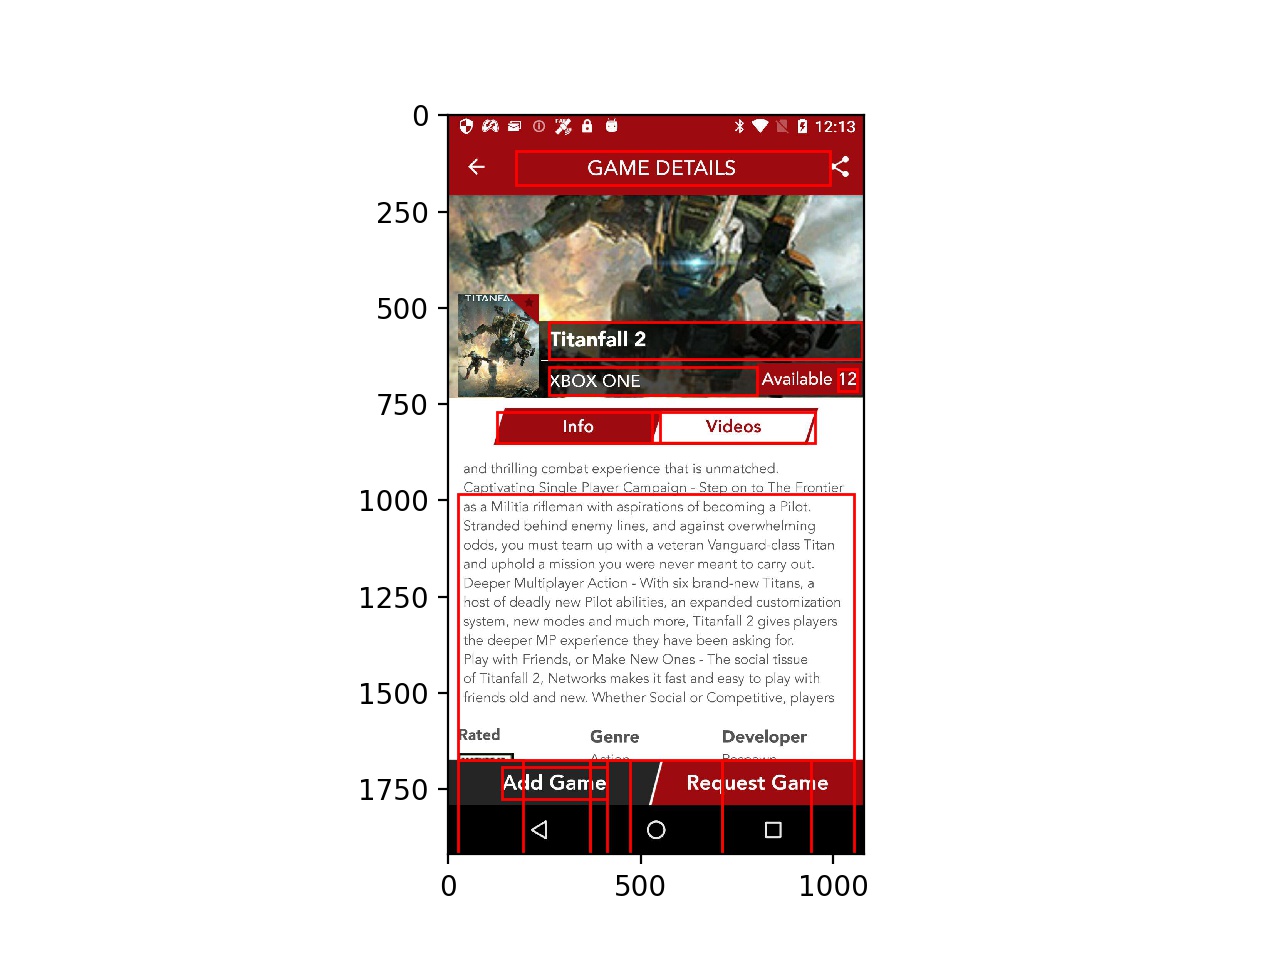 0
250
500
750
1000
1250
1500
1750
0
500
1000
12:13
GAME DETAILS
Titanfall 2
XBOX ONE
Available 12
Info
Videos
and thrilling combat experience that is unmatched.
Captivating Single Player Campaign - Step on to The Frontier
as a Militia rifleman with aspirations of becoming a Pilot.
Stranded behind enemy lines, and against overwhelming
odds, you must team up with a veteran Vanguard-class Titan
and uphold a mission you were never meant to carry out.
Deeper Multiplayer Action - With six brand-new Titans, a
host of deadly new Pilot abilities, an expanded customization
system, new modes and much more, Titanfall 2 gives players
the deeper MP experience they have been asking for.
Play with Friends, or Make New Ones - The social tissue
of Titanfall 2, Networks makes it fast and easy to play with
friends old and new. Whether Social or Competitive, players
Rated
Genre
Developer
Add Game
Request Game